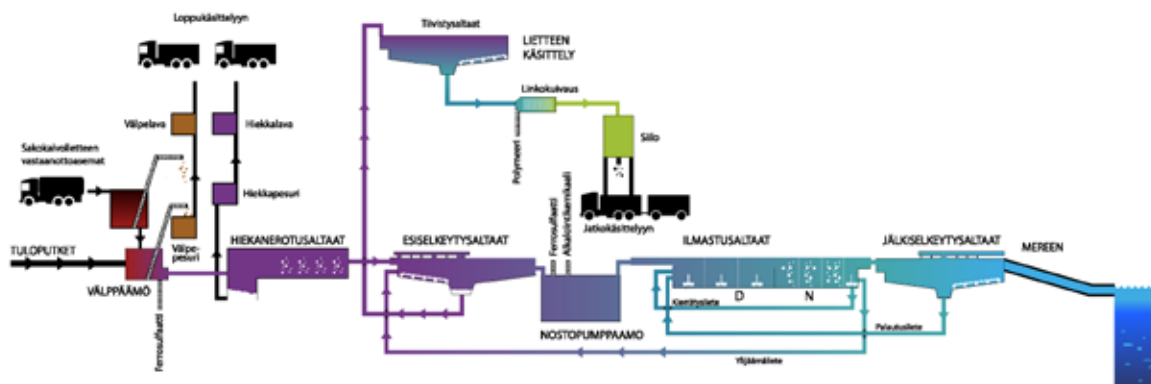 Loppukäsittelyyn
Tiivistysaltaat
LIETTEEN
KÄSITTELY
Linkokuivaus
Välpelava
Hiekkalava
Sakokaivolietteen
vastaanottoasemat
Polymeeri
Siilo
Hiekkapesuri
Välpe-
pesuri
Jatkokäsittelyyn
Ferrosulfaatti
Alkalointikemikaali
TULOPUTKET
HIEKANEROTUSALTAAT
ESISELKEYTYSALTAAT
ILMASTUSALTAAT
JÄLKISELKEYTYSALTAAT
MEREEN
VÄLPPÄÄMÖ
Ferrosulfaatti
NOSTOPUMPPAAMO
D
N
Kierrätysliete
Palautusliete
Ylijäämäliete